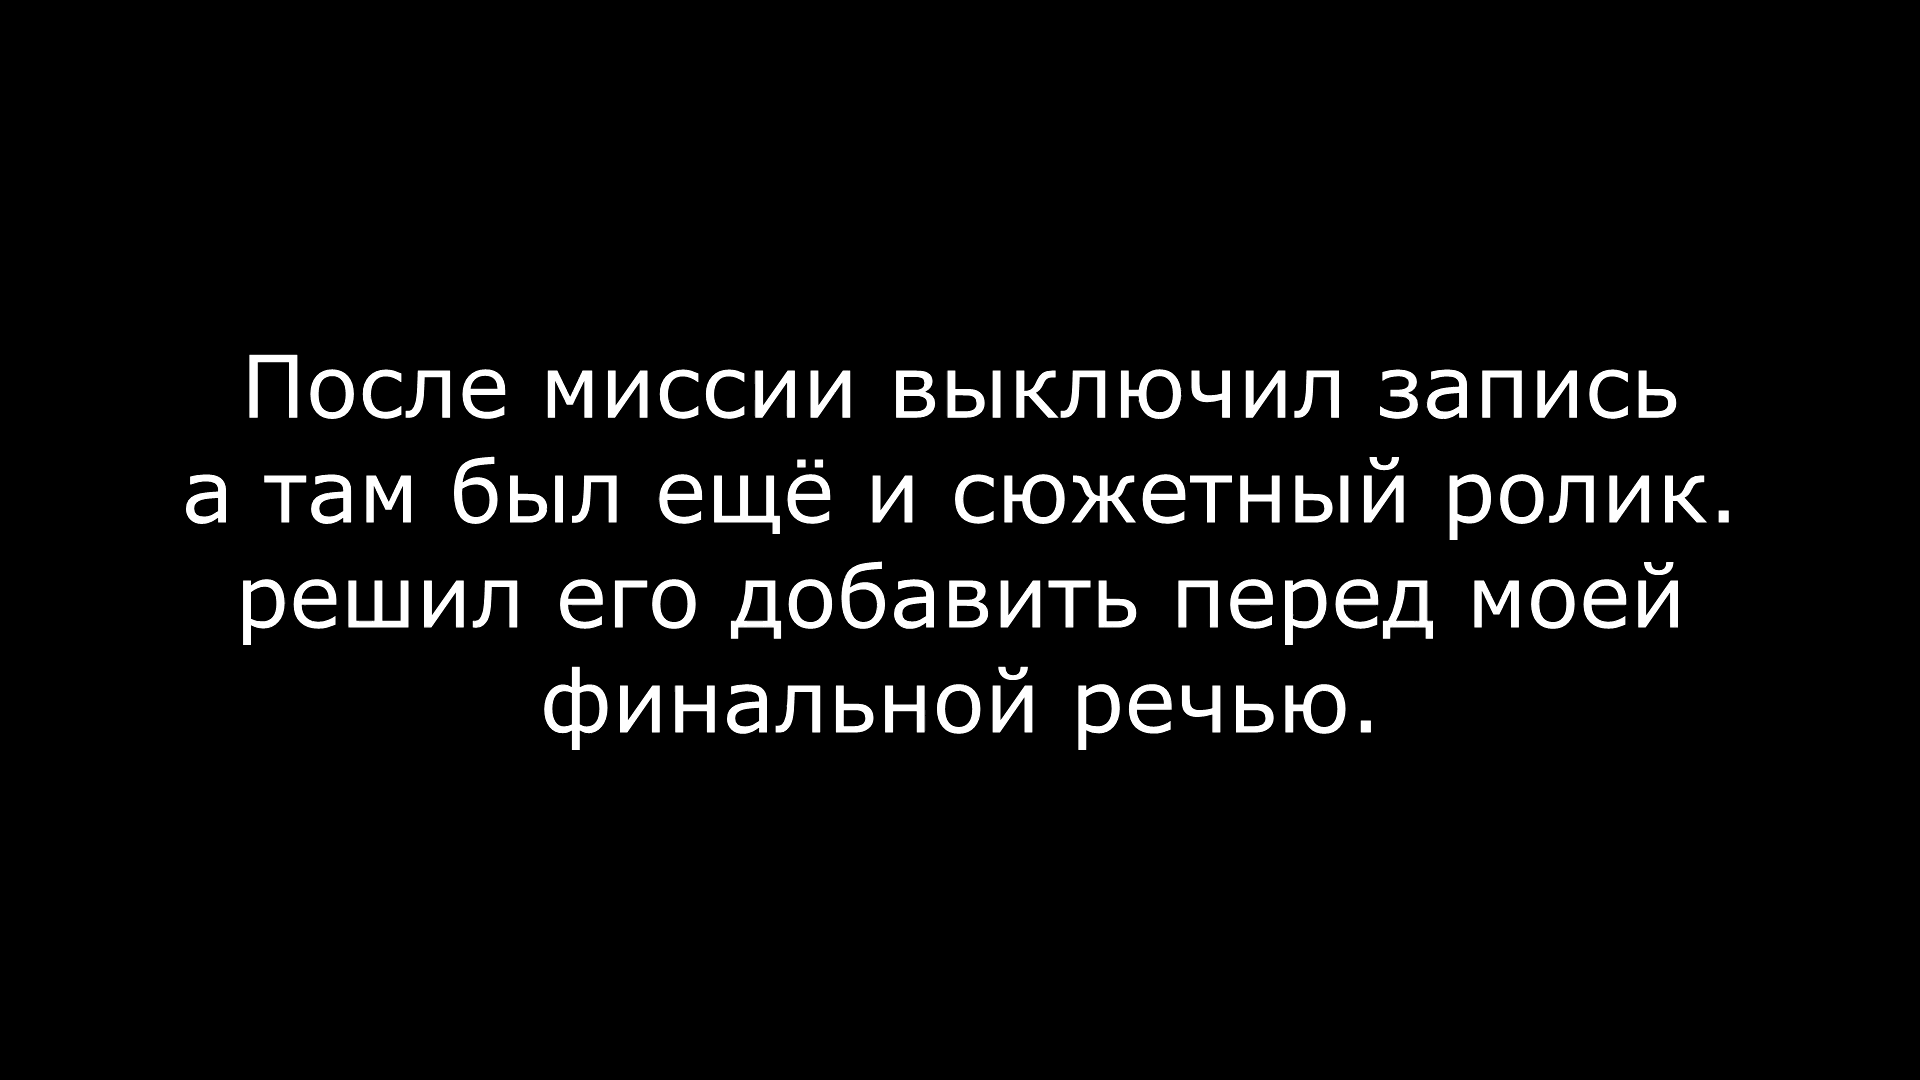 После миссии выключил запись
а там был ещё и сюжетный ролик.
решил его добавить перед моей
финальной речью.